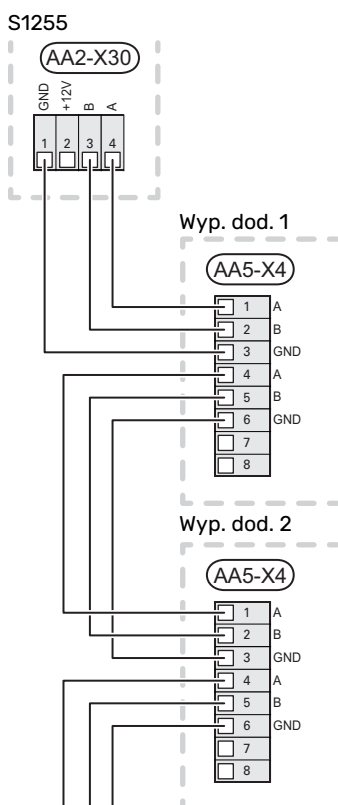 S1255
AA2-X30
GND
+12V
B
A
1 2 3 4
Wyp. dod. 1
AA5-X4
1 A
2 B
3 GND
4 A
5 B
6 GND
7
8
Wyp. dod. 2
AA5-X4
1 A
2 B
3 GND
4 A
5 B
6 GND
7
8